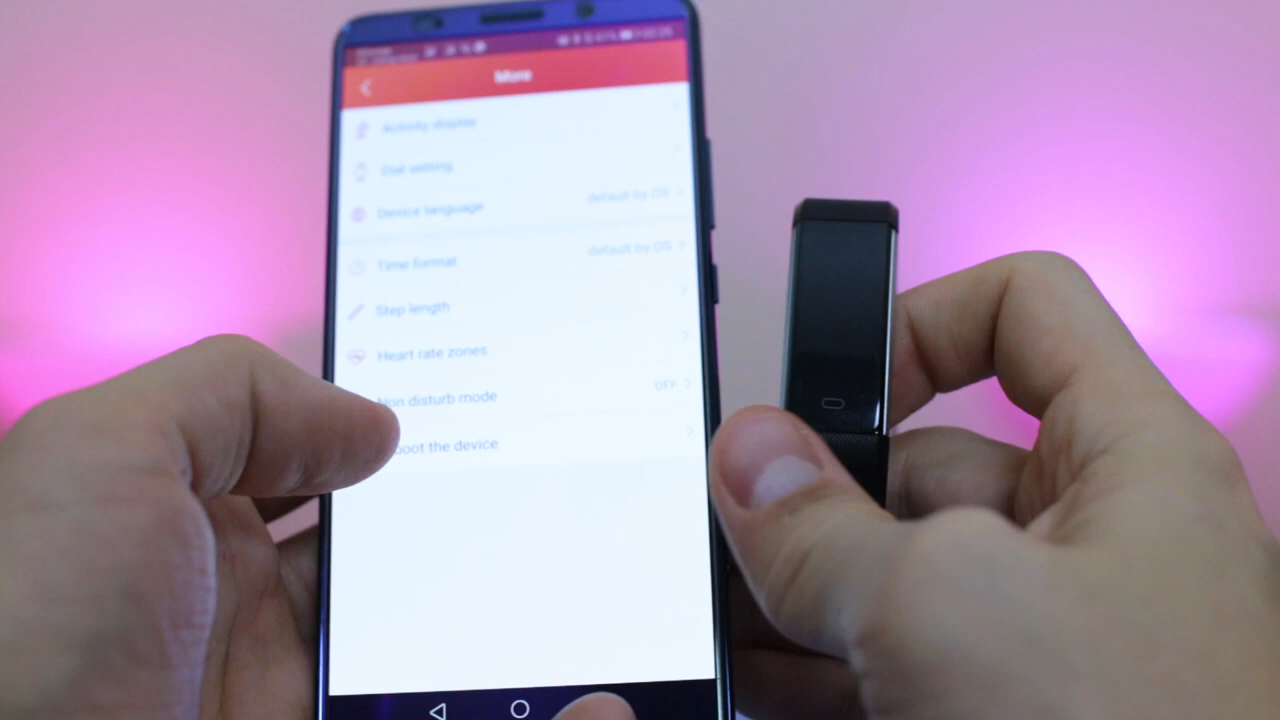 More
Activity display
Dial setting
Device language default by OS
Time format default by OS
Step length
Heart rate zones
Non disturb mode OFF
boot the device